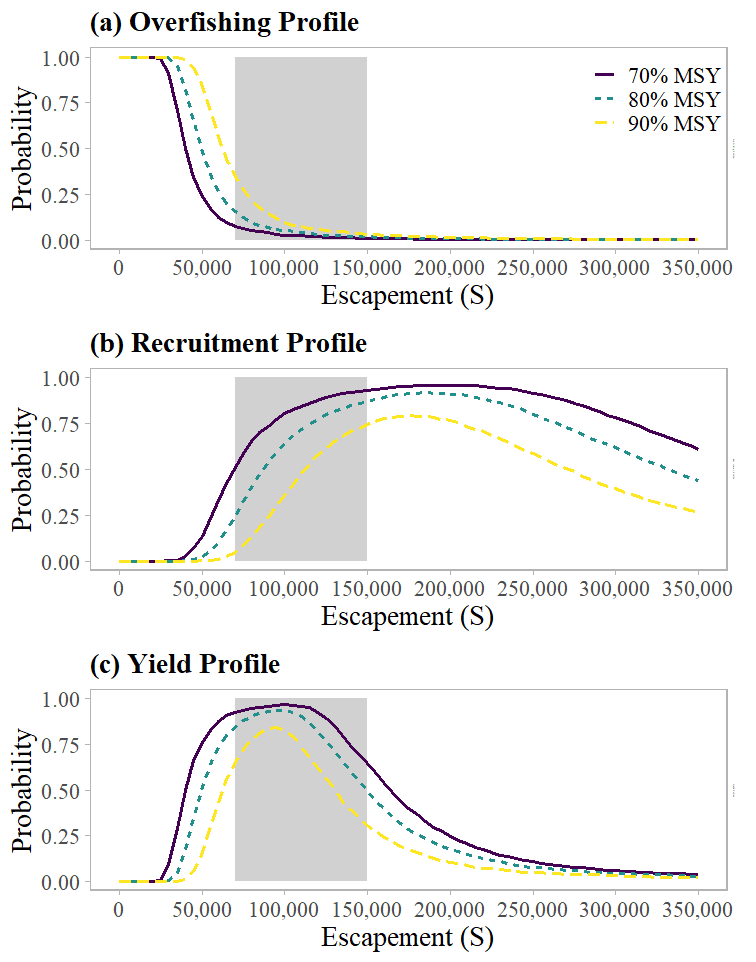 (a) Overfishing Profile
1.00
0.75
0.50
0.25
0.00
Probability
70% MSY
80% MSY
90% MSY
0 50,000 100,000 150,000 200,000 250,000 300,000 350,000
Escapement (S)
(b) Recruitment Profile
1.00
0.75
0.50
0.25
0.00
Probability
0 50,000 100,000 150,000 200,000 250,000 300,000 350,000
Escapement (S)
(c) Yield Profile
1.00
0.75
0.50
0.25
0.00
Probability
0 50,000 100,000 150,000 200,000 250,000 300,000 350,000
Escapement (S)